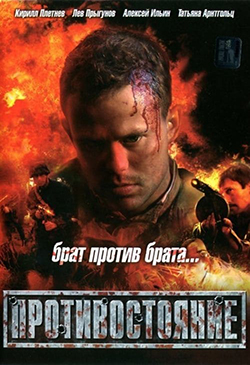 Кирилл Плетнев Лев Прыгунов Алексей Ильин Татьяна Арнтгольц
брат против брата...
ПРОТИВОСТОЯНИЕ